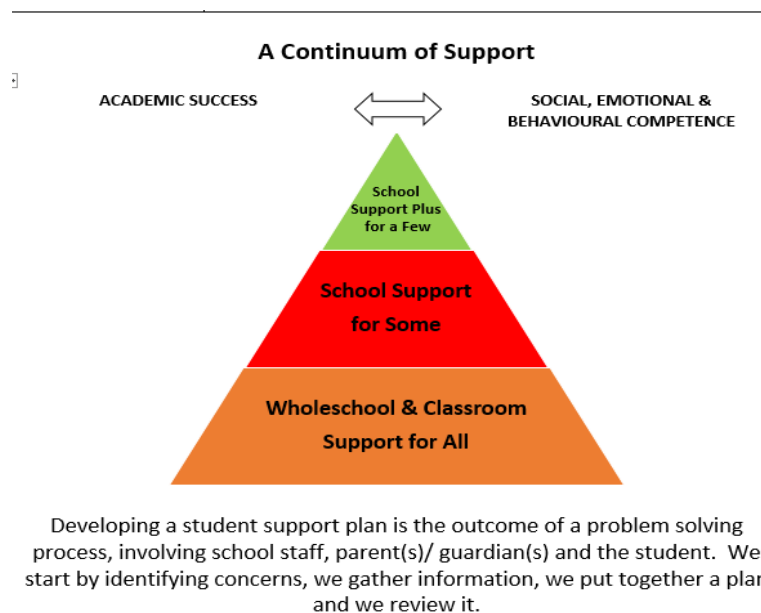 A Continuum of Support
ACADEMIC SUCCESS
SOCIAL, EMOTIONAL &
BEHAVIOURAL COMPETENCE
School
Support Plus
for a Few
School Support
for Some
Wholeschool & Classroom
Support for All
Developing a student support plan is the outcome of a problem solving
process, involving school staff, parent(s)/ guardian(s) and the student.  We
start by identifying concerns, we gather information, we put together a plan
and we review it.